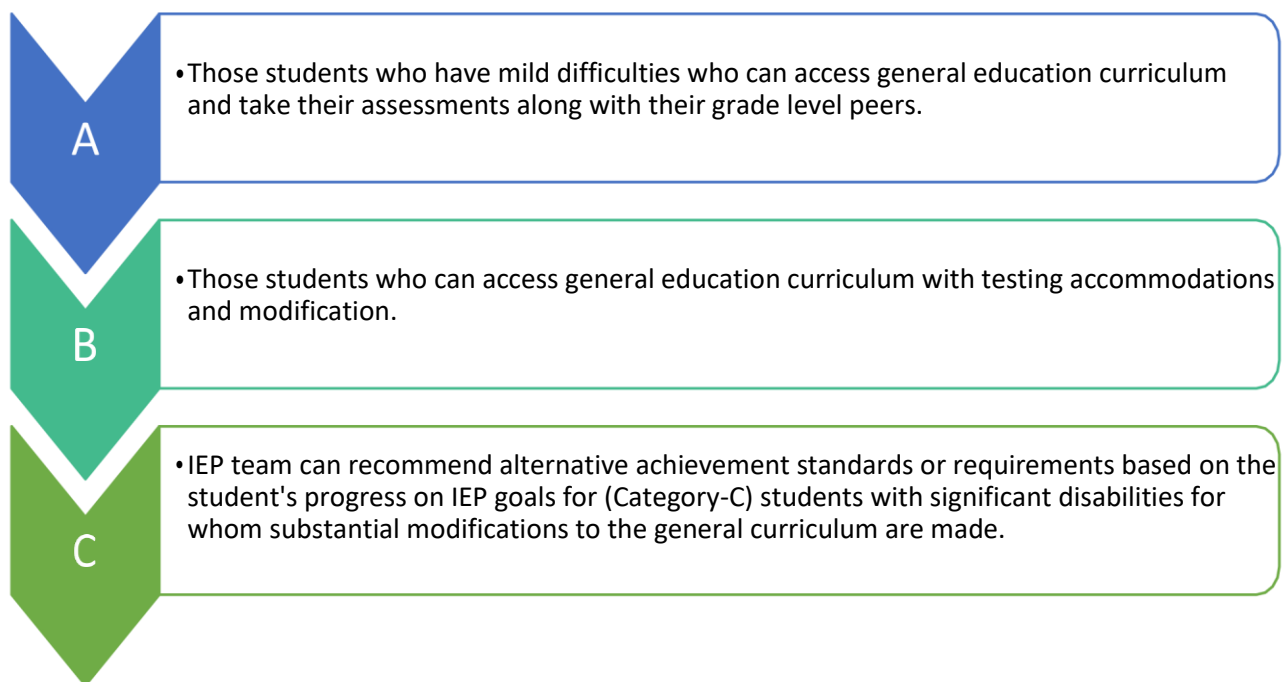 A
•Those students who have mild difficulties who can access general education curriculum
and take their assessments along with their grade level peers.
B
•Those students who can access general education curriculum with testing accommodations
and modification.
C
•IEP team can recommend alternative achievement standards or requirements based on the
student's progress on IEP goals for (Category-C) students with significant disabilities for
whom substantial modifications to the general curriculum are made.